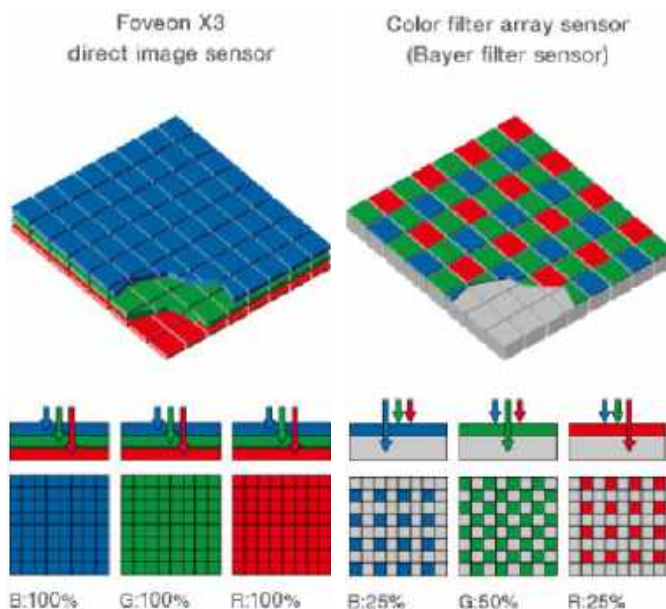 Foveon X3
direct image sensor
Color filter array sensor
(Bayer filter sensor)
B:100%
G:100%
R:100%
B:25%
G:50%
R:25%